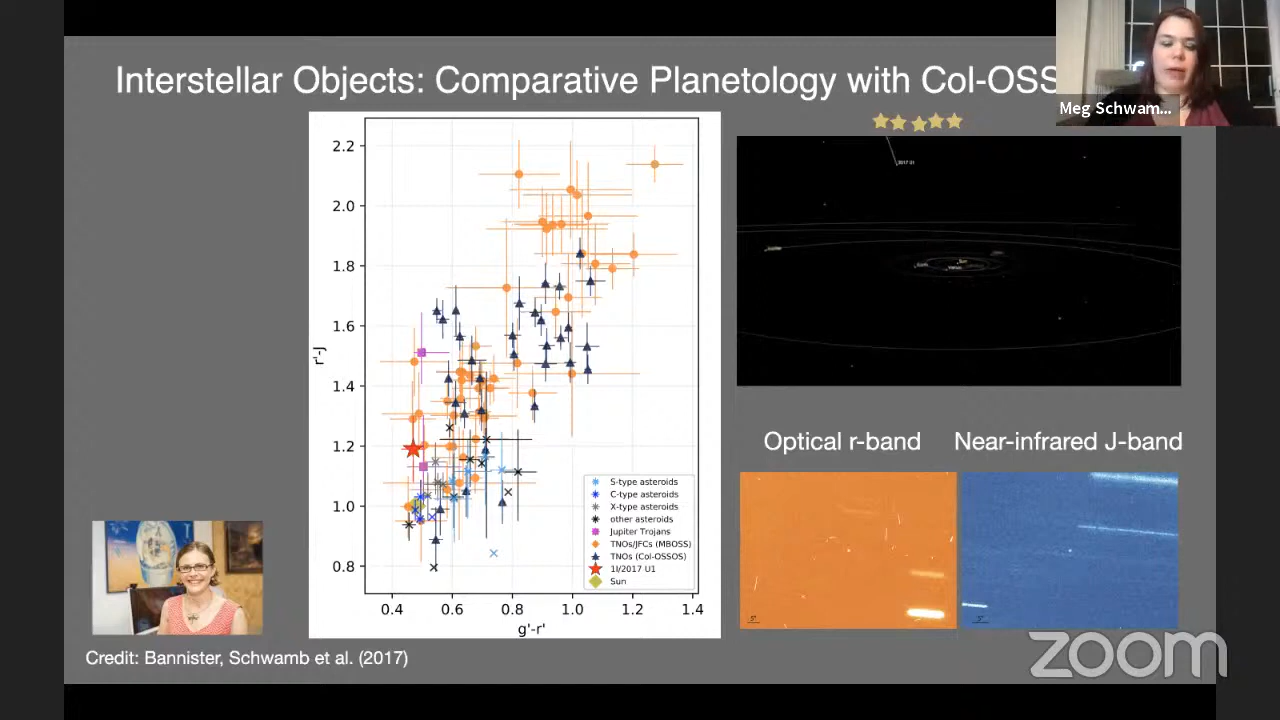 Interstellar Objects: Comparative Planetology with Col-OSS
Meg Schwam...
2.2
2.0
1.8
1.6
1.4
1.2
1.0
0.8
r'-J
0.4 0.6 0.8 1.0 1.2 1.4
g'-r'
S-type asteroids
C-type asteroids
X-type asteroids
other asteroids
Jupiter Trojans
TNOs/JFCs (MBOSS)
TNOs (Col-OSSOS)
1I/2017 U1
Sun
2017 U1
Optical r-band Near-infrared J-band
Credit: Bannister, Schwamb et al. (2017)
zoom